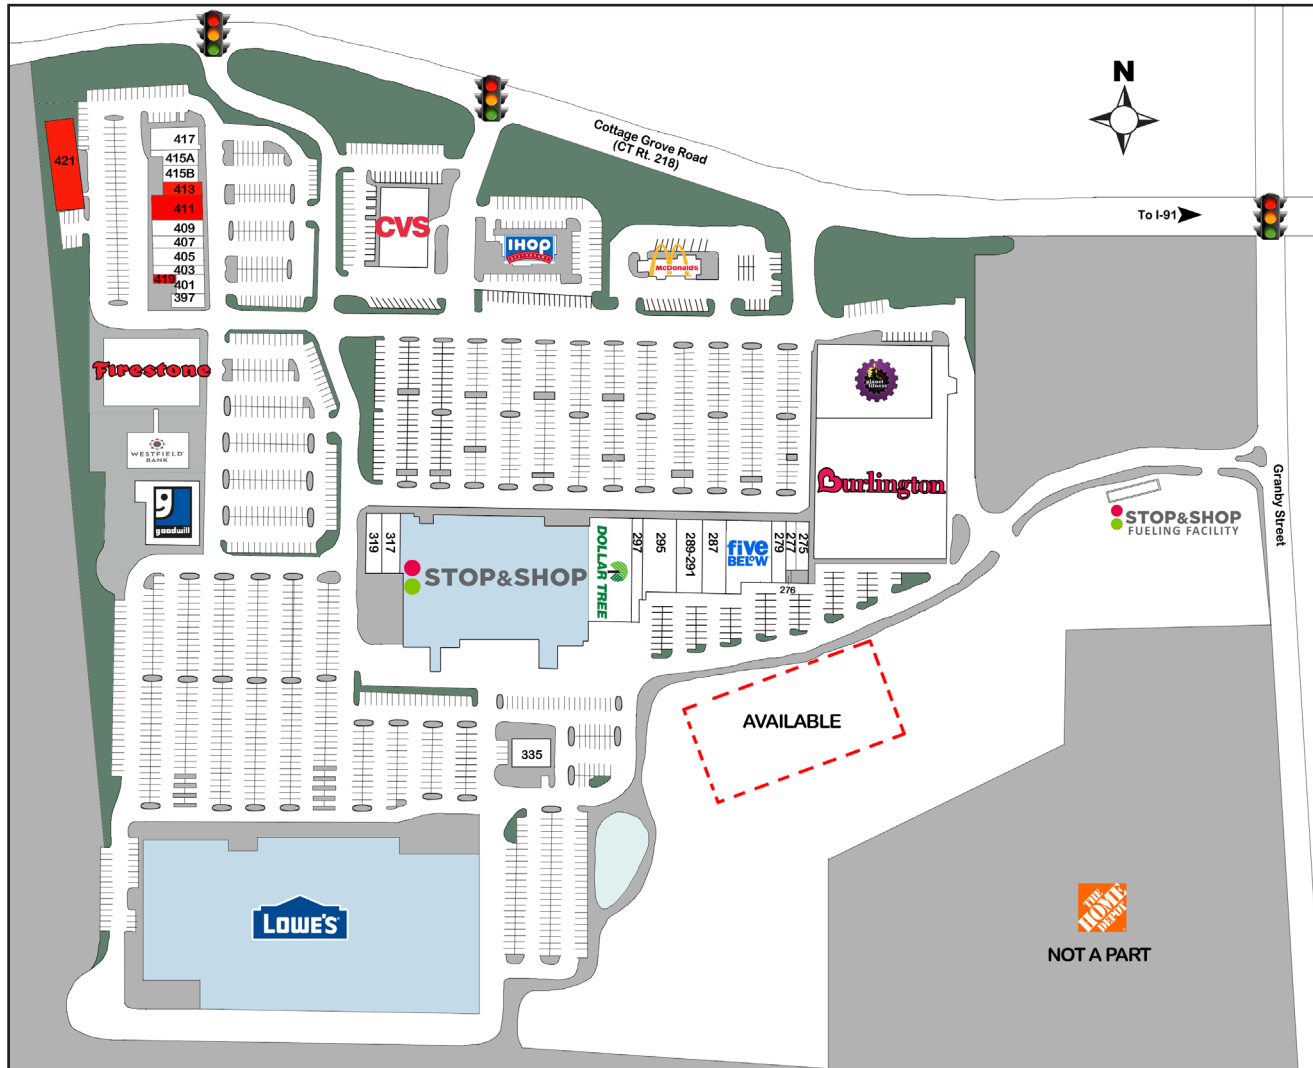 N
Cottage Grove Road
(CT Rt. 218)
To I-91
421
417
415A
415B
413
411
409
407
405
403
419
401
397
CVS
IHOP
RESTAURANT
McDonald's
Firestone
WESTFIELD
BANK
goodwill
planet
fitness
Burlington
Granby Street
STOP&SHOP
FUELING FACILITY
319
317
STOP&SHOP
DOLLAR TREE
297
295
289-291
287
five
BELOW
279
277
275
276
AVAILABLE
335
LOWE'S
THE
HOME
DEPOT
NOT A PART